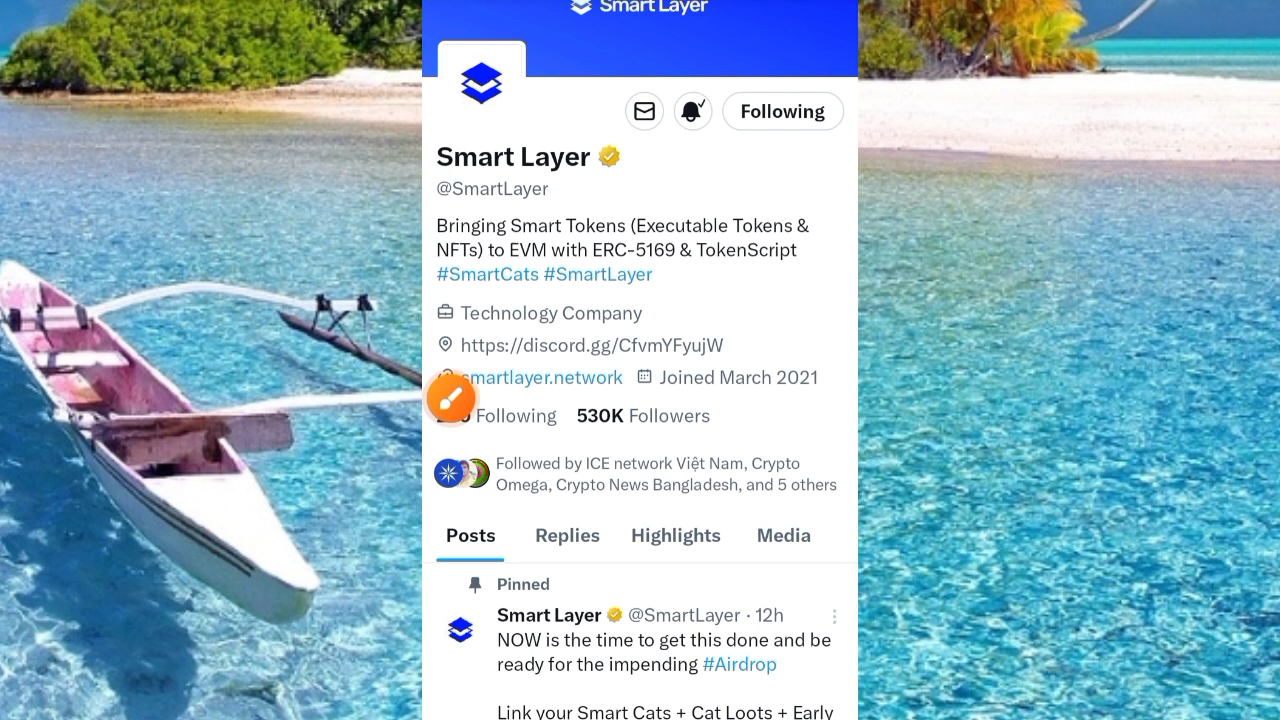 Smart Layer
Following
Smart Layer
@SmartLayer
Bringing Smart Tokens (Executable Tokens &
NFTs) to EVM with ERC-5169 & TokenScript
#SmartCats #SmartLayer
Technology Company
https://discord.gg/CfvmYFyujW
smartlayer.network Joined March 2021
Following 530K Followers
Followed by ICE network Việt Nam, Crypto
Omega, Crypto News Bangladesh, and 5 others
Posts Replies Highlights Media
Pinned
Smart Layer @SmartLayer · 12h
NOW is the time to get this done and be
ready for the impending #Airdrop
Link your Smart Cats + Cat Loots + Early